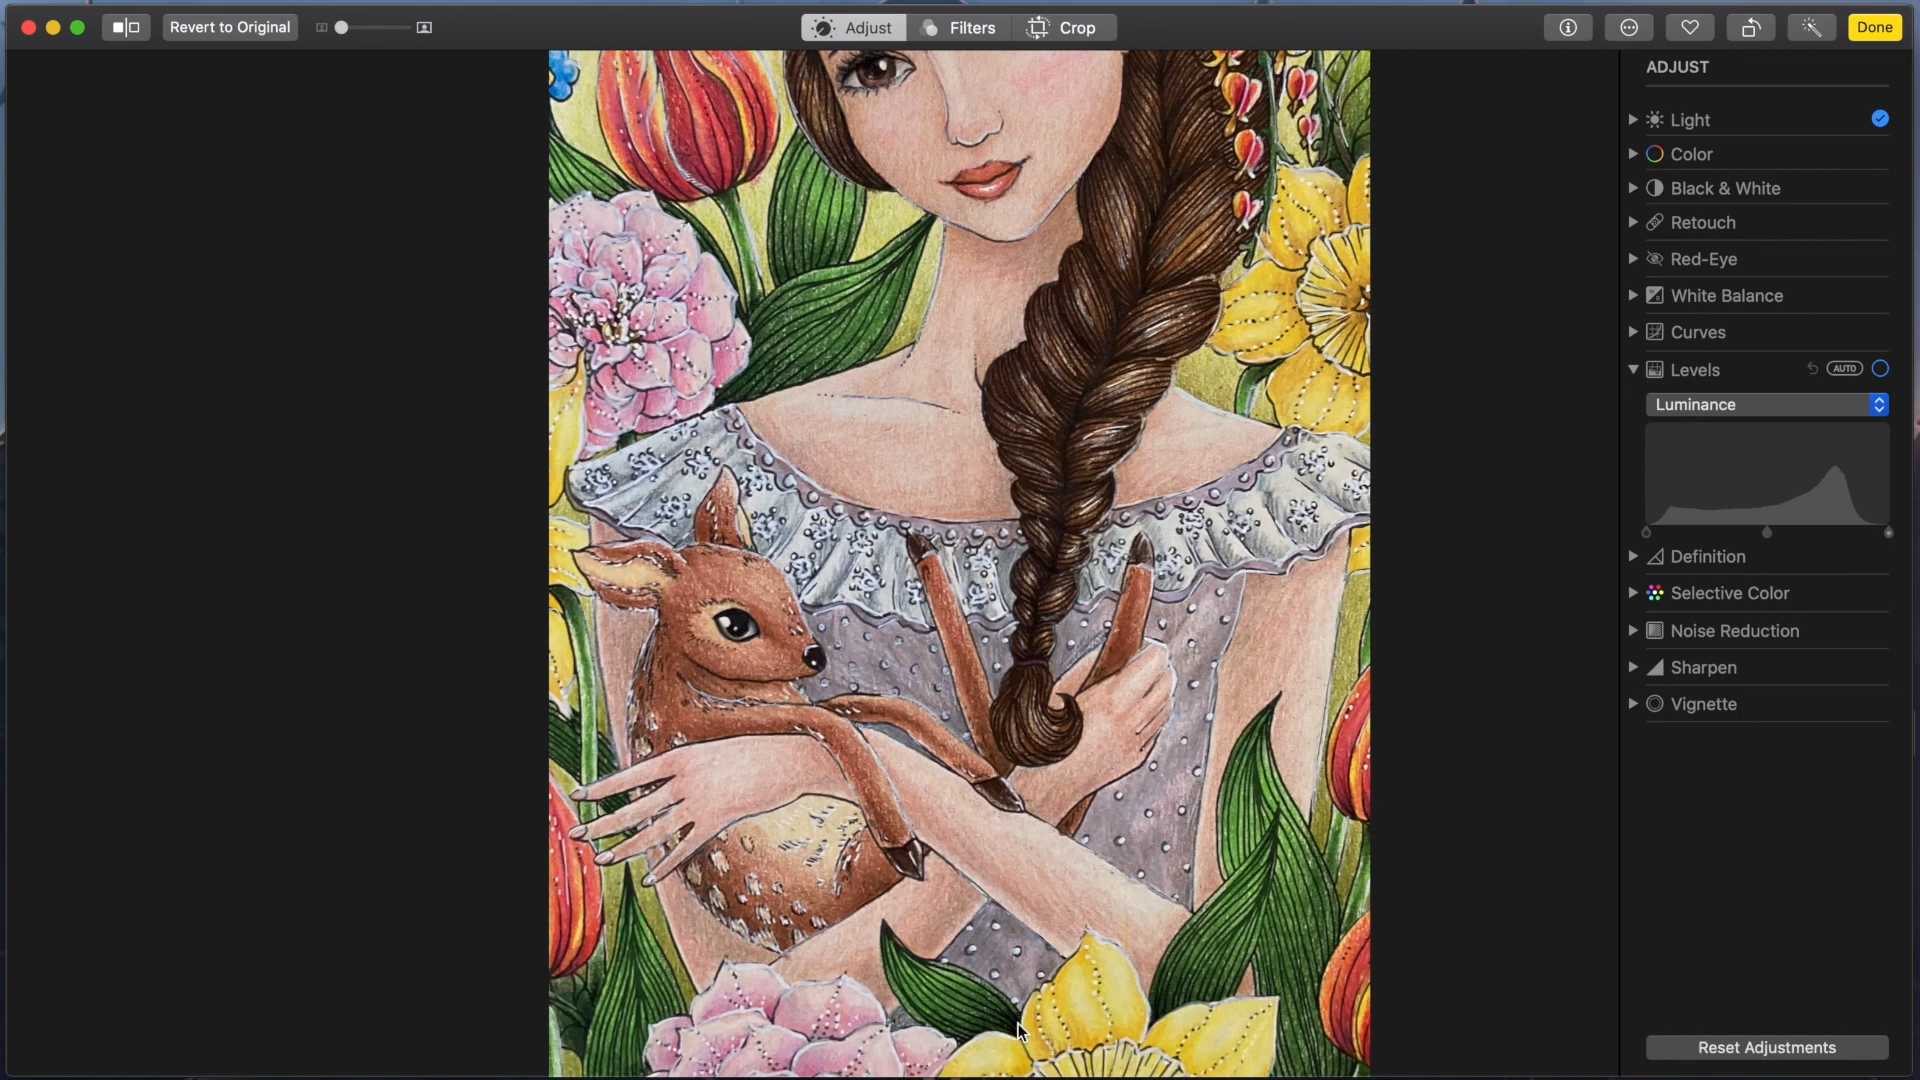 Revert to Original
Adjust
Filters
Crop
Done
ADJUST
Light
Color
Black & White
Retouch
Red-Eye
White Balance
Curves
Levels AUTO
Luminance
Definition
Selective Color
Noise Reduction
Sharpen
Vignette
Reset Adjustments